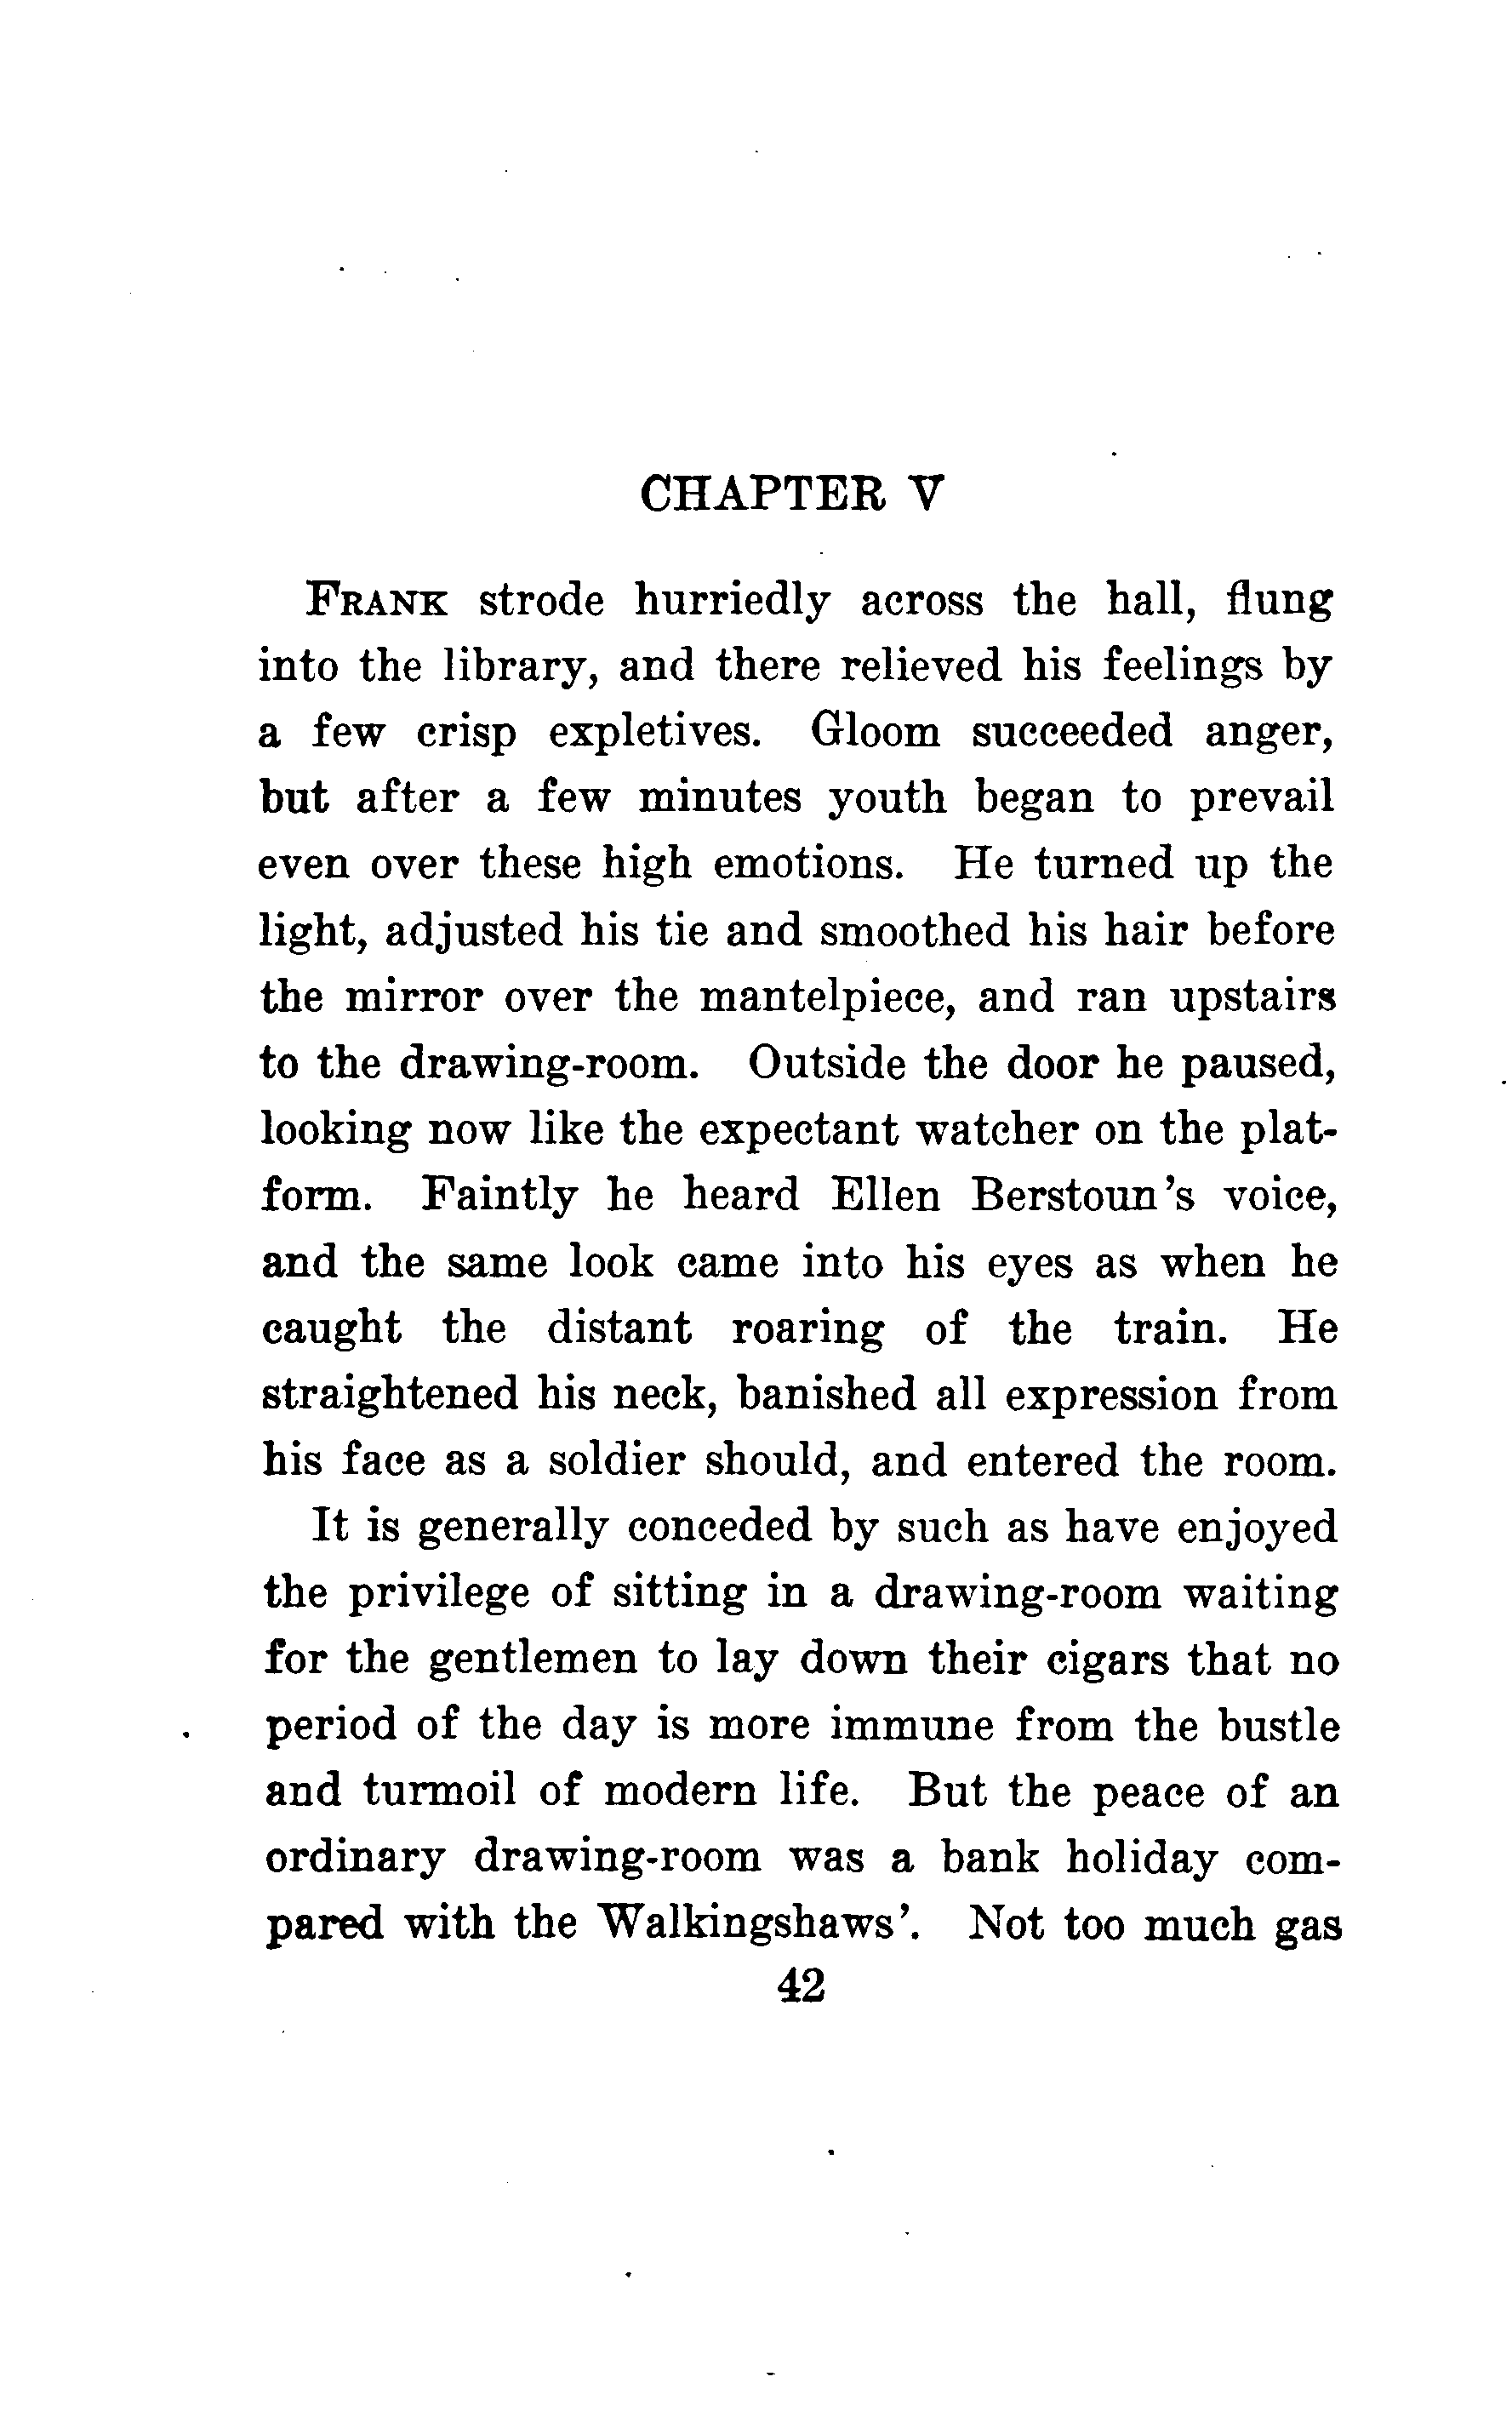 CHAPTER V
FRANK strode hurriedly across the hall, flung
into the library, and there relieved his feelings by
a few crisp expletives. Gloom succeeded anger,
but after a few minutes youth began to prevail
even over these high emotions. He turned up the
light, adjusted his tie and smoothed his hair before
the mirror over the mantelpiece, and ran upstairs
to the drawing-room. Outside the door he paused,
looking now like the expectant watcher on the plat-
form. Faintly he heard Ellen Berstoun's voice,
and the same look came into his eyes as when he
caught the distant roaring of the train. He
straightened his neck, banished all expression from
his face as a soldier should, and entered the room.
It is generally conceded by such as have enjoyed
the privilege of sitting in a drawing-room waiting
for the gentlemen to lay down their cigars that no
period of the day is more immune from the bustle
and turmoil of modern life. But the peace of an
ordinary drawing-room was a bank holiday com-
pared with the Walkingshaws'. Not too much gas
42